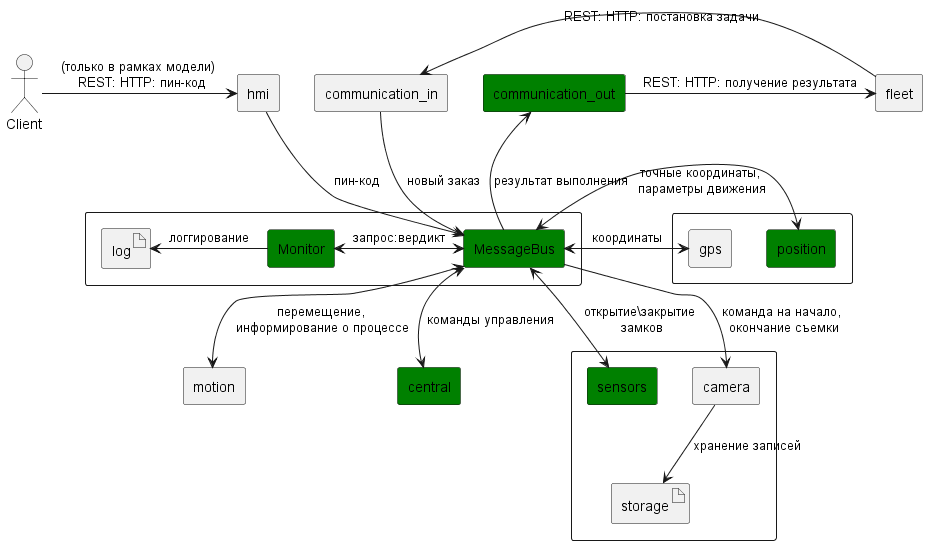 REST: HTTP: постановка задачи
(только в рамках модели)
REST: HTTP: пин-код
Client
hmi
communication_in
communication_out
REST: HTTP: получение результата
fleet
пин-код
новый заказ
результат выполнения
точные координаты,
параметры движения
log
логгирование
Monitor
запрос:вердикт
MessageBus
координаты
gps
position
перемещение,
информирование о процессе
команды управления
открытие\закрытие
замков
команда на начало,
окончание съемки
motion
central
sensors
camera
хранение записей
storage